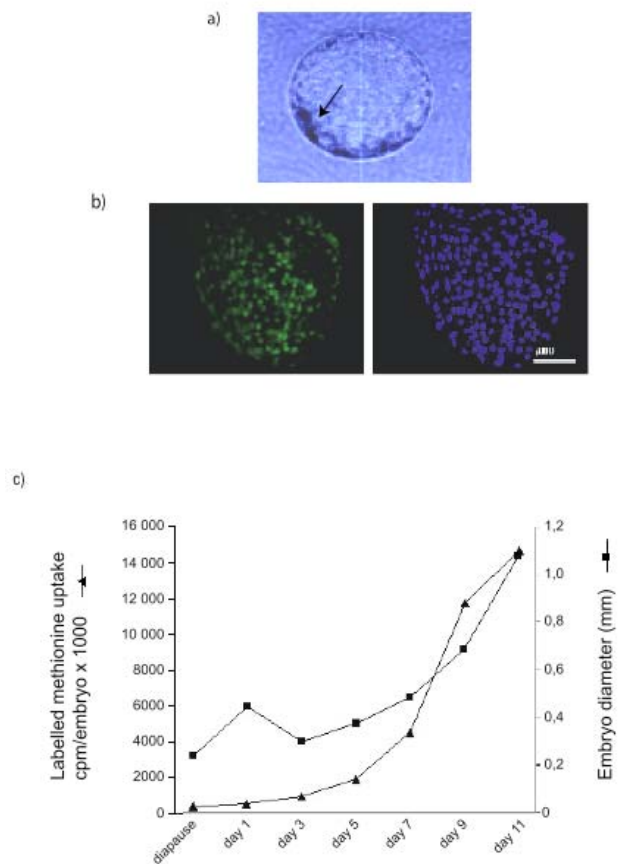 a)
b)
c)
Labelled methionine uptake
cpm/embryo x 1000
16 000
14 000
12 000
10 000
8000
6000
4000
2000
0
1,2
1,0
0,8
0,6
0,4
0,2
0
Embryo diameter (mm)
diapause
day 1
day 3
day 5
day 7
day 9
day 11